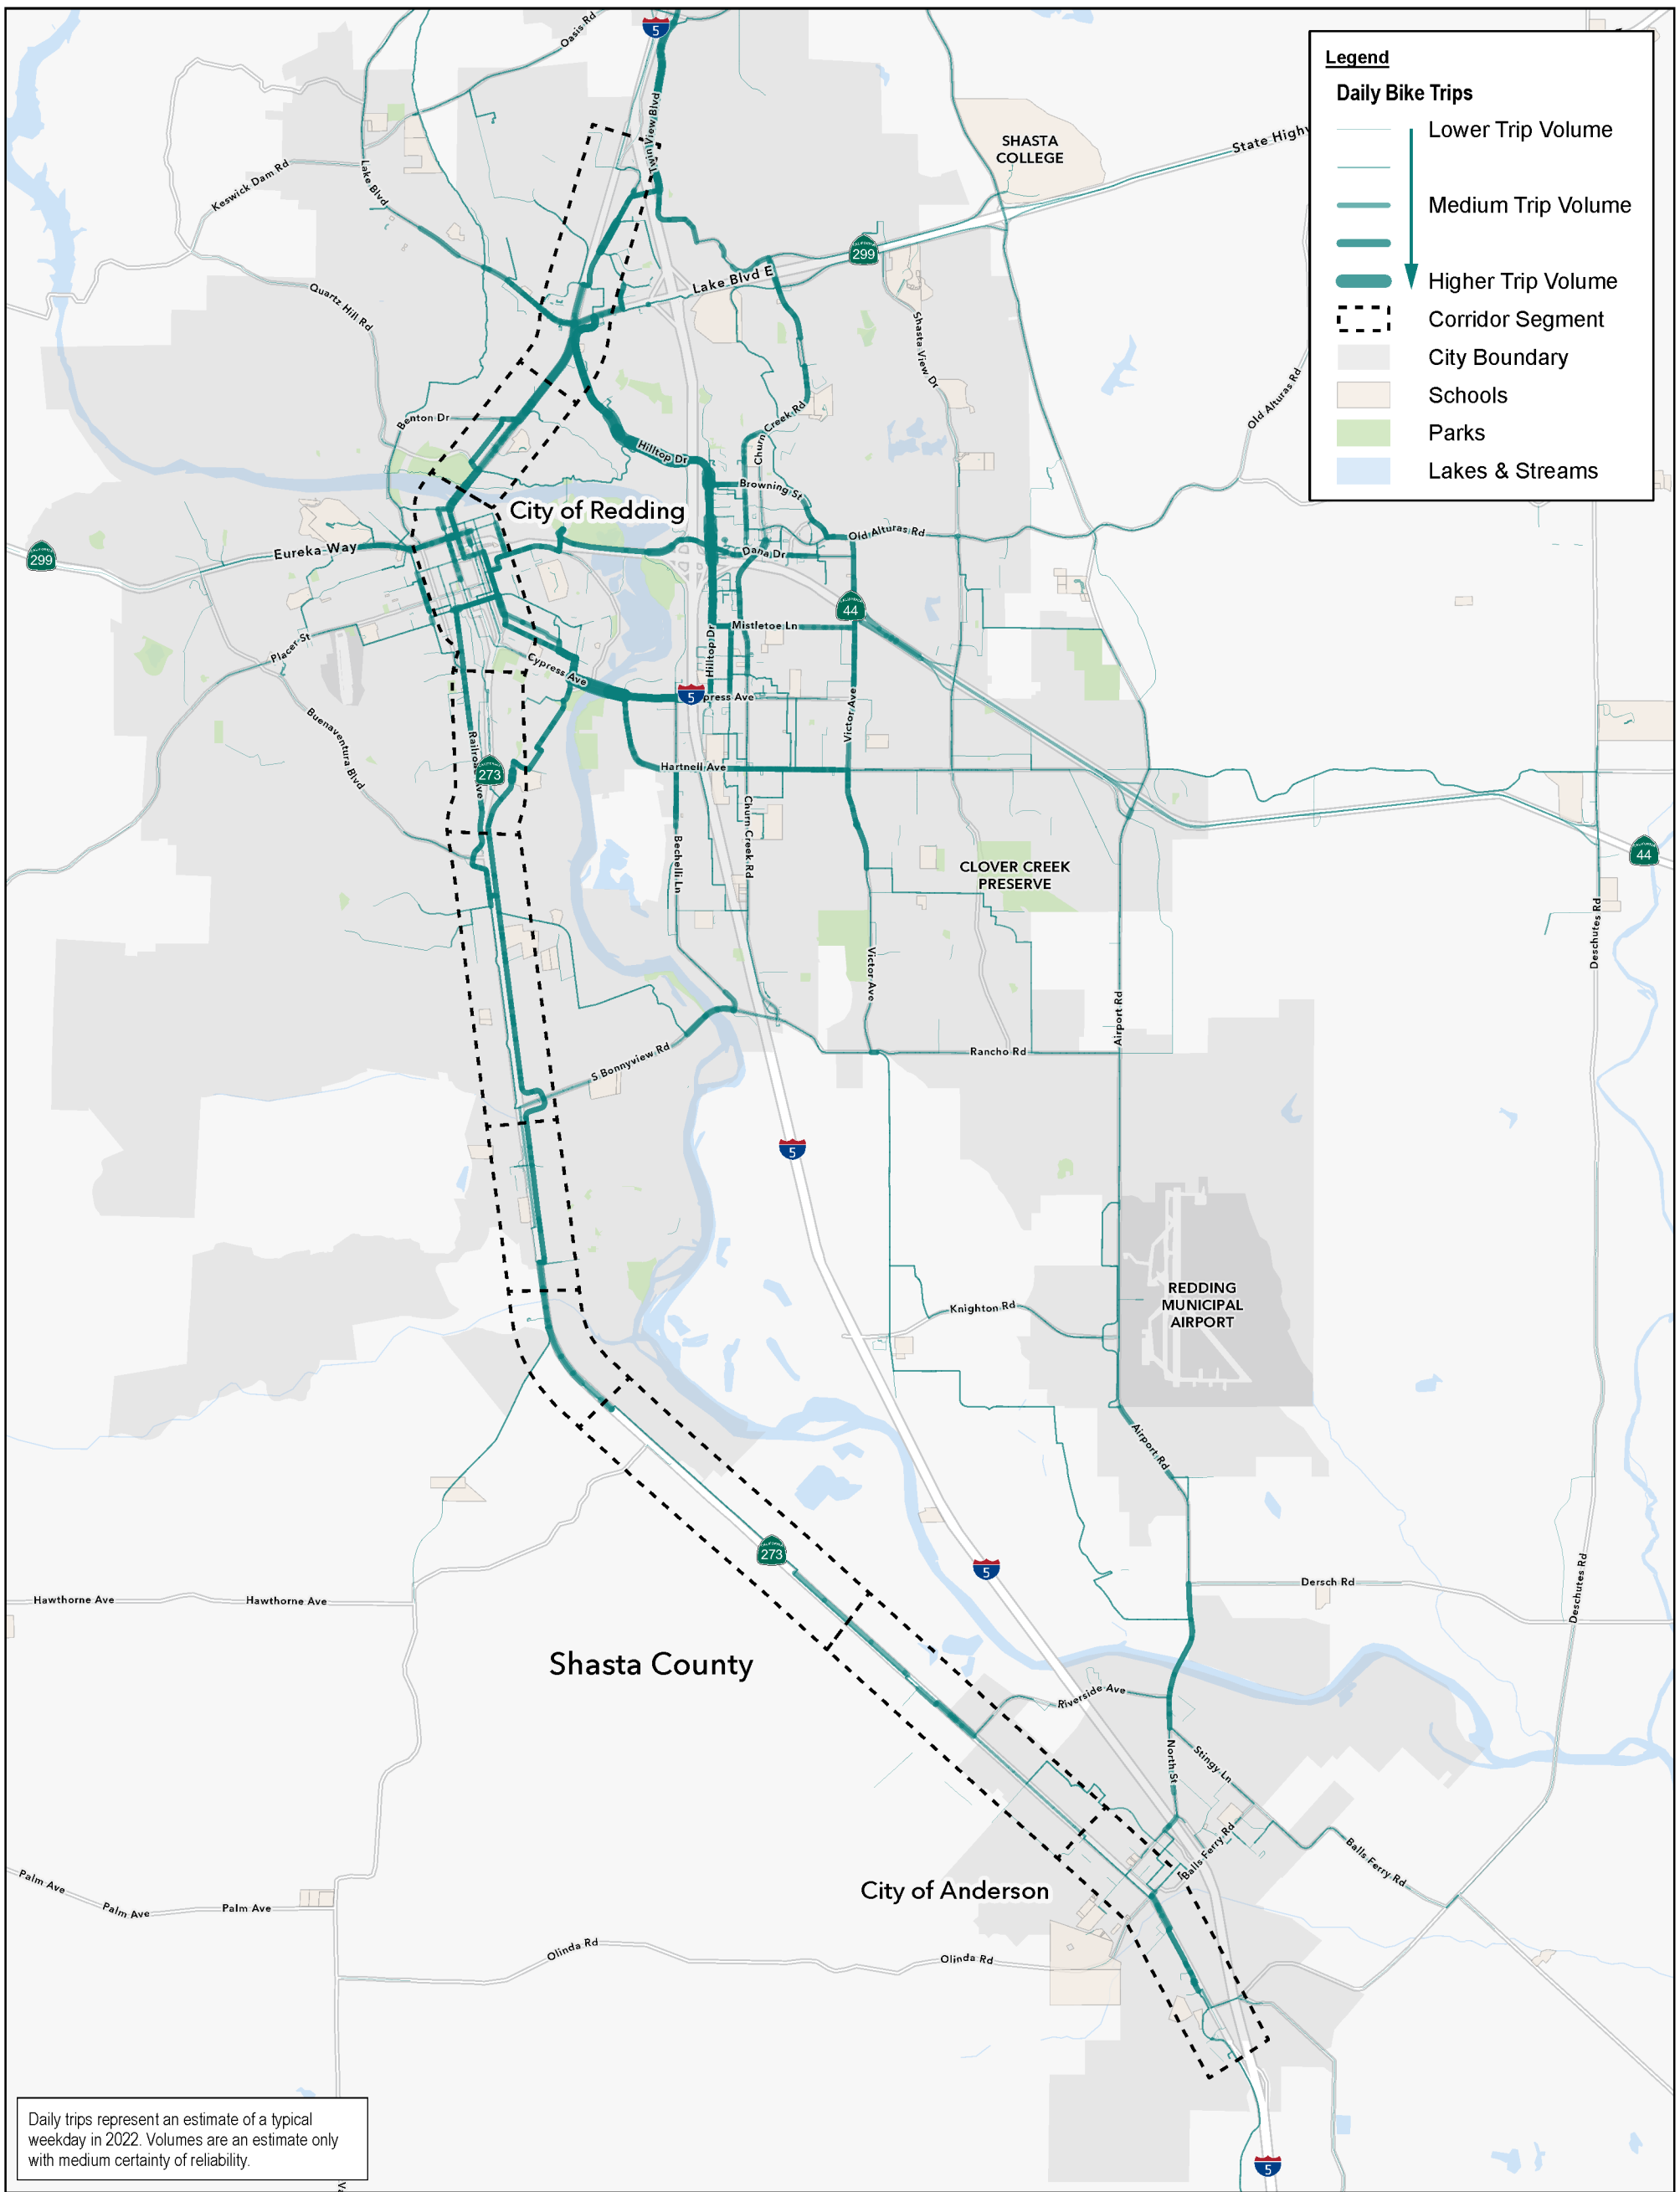 Legend
Daily Bike Trips
Lower Trip Volume
Medium Trip Volume
Higher Trip Volume
Corridor Segment
City Boundary
Schools
Parks
Lakes & Streams
Oasis Rd
5
Twin View Blvd
SHASTA
COLLEGE
State Highw
Keswick Dam Rd
Lake Blvd
CALIFORNIA
299
Lake Blvd E
Quartz Hill Rd
Shasta View Dr
Old Alturas Rd
Benton Dr
Churn Creek Rd
Hilltop Dr
Browning St
City of Redding
Old Alturas Rd
Eureka Way
299
Dana Dr
44
Mistletoe Ln
Hilltop Dr
Placer St
Cypress Ave
5
press Ave
Victor Ave
Buenaventura Blvd
Railroad Ave
273
Hartnell Ave
Churn Creek Rd
Bechelli Ln
CLOVER CREEK
PRESERVE
44
Deschutes Rd
Victor Ave
Airport Rd
S Bonnyview Rd
Rancho Rd
5
REDDING
MUNICIPAL
AIRPORT
Knighton Rd
Airport Rd
273
5
Dersch Rd
Deschutes Rd
Hawthorne Ave
Hawthorne Ave
Shasta County
Riverside Ave
North St
Stingy Ln
Balls Ferry Rd
Balls Ferry Rd
City of Anderson
Palm Ave
Palm Ave
Palm Ave
Olinda Rd
Olinda Rd
5
Daily trips represent an estimate of a typical
weekday in 2022. Volumes are an estimate only
with medium certainty of reliability.